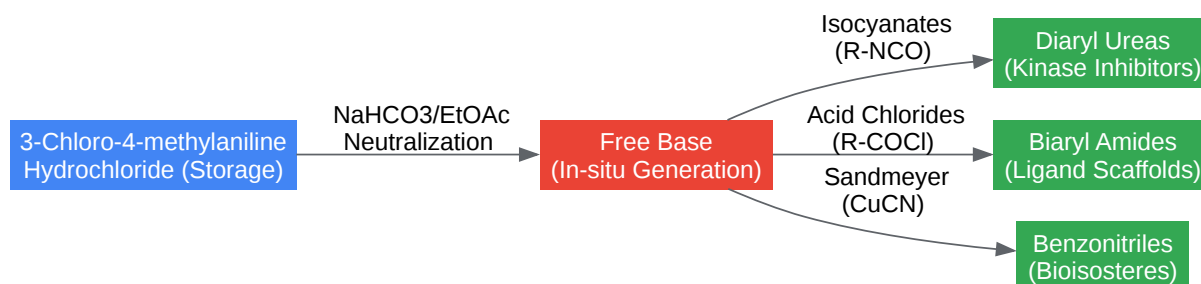 3-Chloro-4-methylaniline
Hydrochloride (Storage)
NaHCO3/EtOAc
Neutralization
Free Base
(In-situ Generation)
Isocyanates
(R-NCO)
Diaryl Ureas
(Kinase Inhibitors)
Acid Chlorides
(R-COCl)
Biaryl Amides
(Ligand Scaffolds)
Sandmeyer
(CuCN)
Benzonitriles
(Bioisosteres)